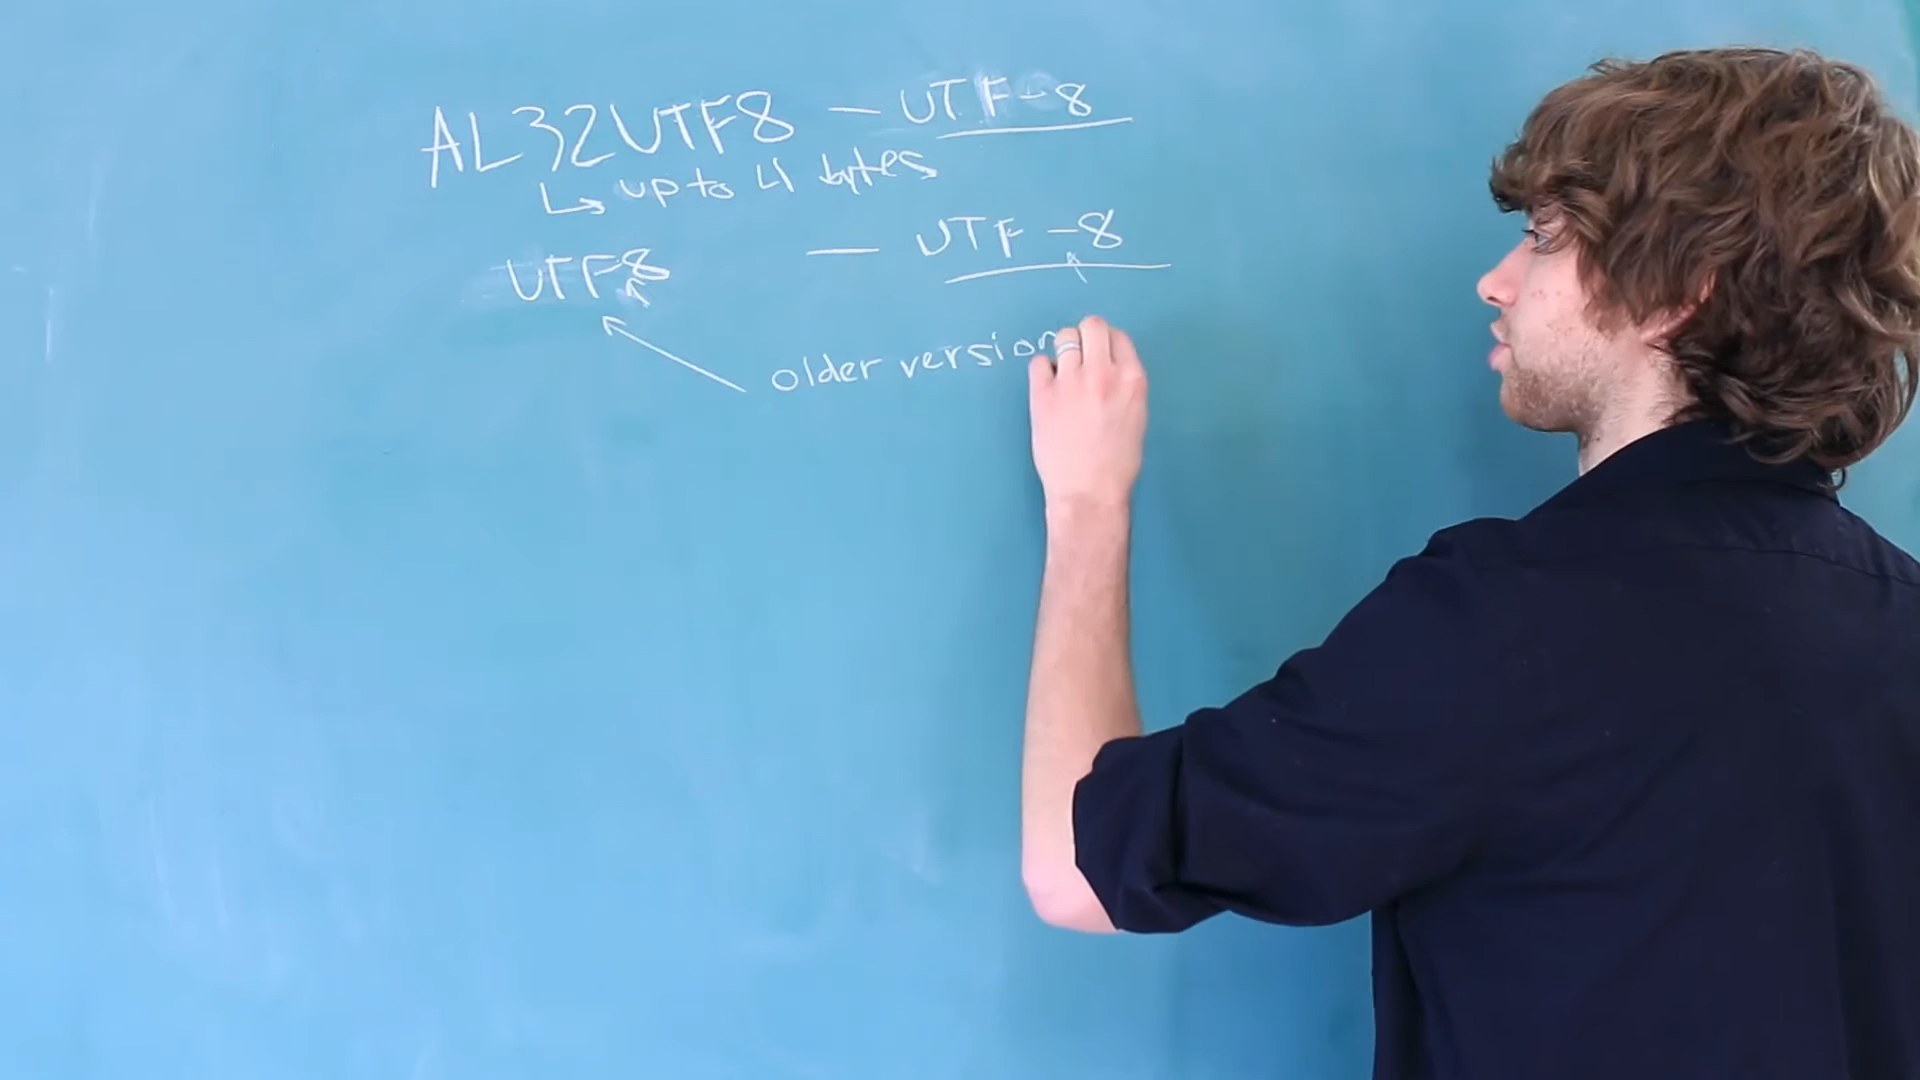 AL32UTF8 — UTF-8
↳ up to 4 bytes
UTF8 — UTF-8
older version